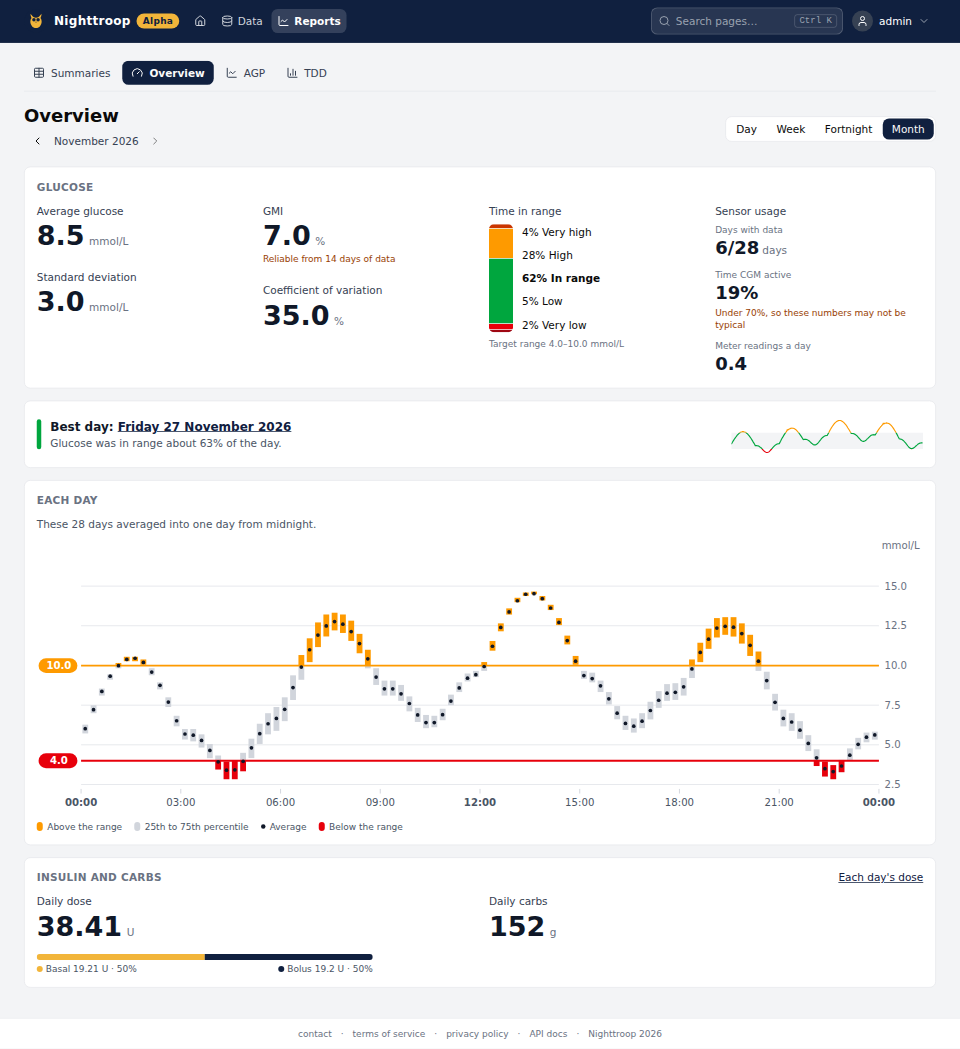 Nighttroop Alpha Data Reports Search pages... Ctrl K admin
Summaries Overview AGP TDD
Overview
November 2026
Day Week Fortnight Month
GLUCOSE
Average glucose
8.5 mmol/L
Standard deviation
3.0 mmol/L
GMI
7.0 %
Reliable from 14 days of data
Coefficient of variation
35.0 %
Time in range
4% Very high
28% High
62% In range
5% Low
2% Very low
Target range 4.0–10.0 mmol/L
Sensor usage
Days with data
6/28 days
Time CGM active
19%
Under 70%, so these numbers may not be
typical
Meter readings a day
0.4
Best day: Friday 27 November 2026
Glucose was in range about 63% of the day.
EACH DAY
These 28 days averaged into one day from midnight.
mmol/L
15.0
12.5
10.0 10.0
7.5
5.0
4.0
2.5
00:00 03:00 06:00 09:00 12:00 15:00 18:00 21:00 00:00
Above the range 25th to 75th percentile Average Below the range
INSULIN AND CARBS Each day's dose
Daily dose
38.41 U
Basal 19.21 U · 50% Bolus 19.2 U · 50%
Daily carbs
152 g
contact · terms of service · privacy policy · API docs · Nighttroop 2026